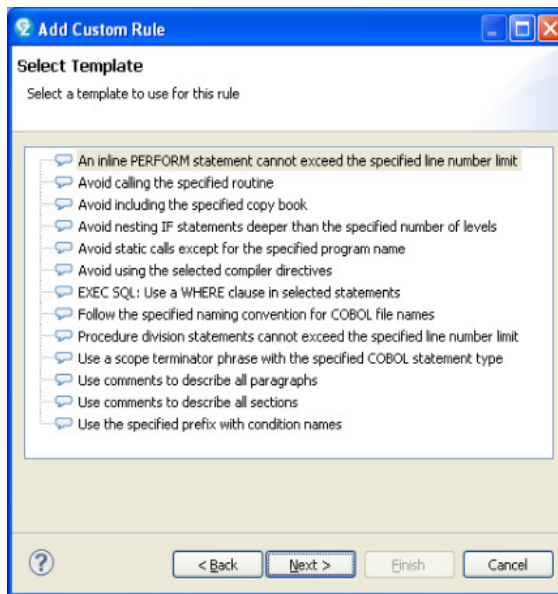 Add Custom Rule
Select Template
Select a template to use for this rule
An inline PERFORM statement cannot exceed the specified line number limit
Avoid calling the specified routine
Avoid including the specified copy book
Avoid nesting IF statements deeper than the specified number of levels
Avoid static calls except for the specified program name
Avoid using the selected compiler directives
EXEC SQL: Use a WHERE clause in selected statements
Follow the specified naming convention for COBOL file names
Procedure division statements cannot exceed the specified line number limit
Use a scope terminator phrase with the specified COBOL statement type
Use comments to describe all paragraphs
Use comments to describe all sections
Use the specified prefix with condition names
? < Back Next > Finish Cancel